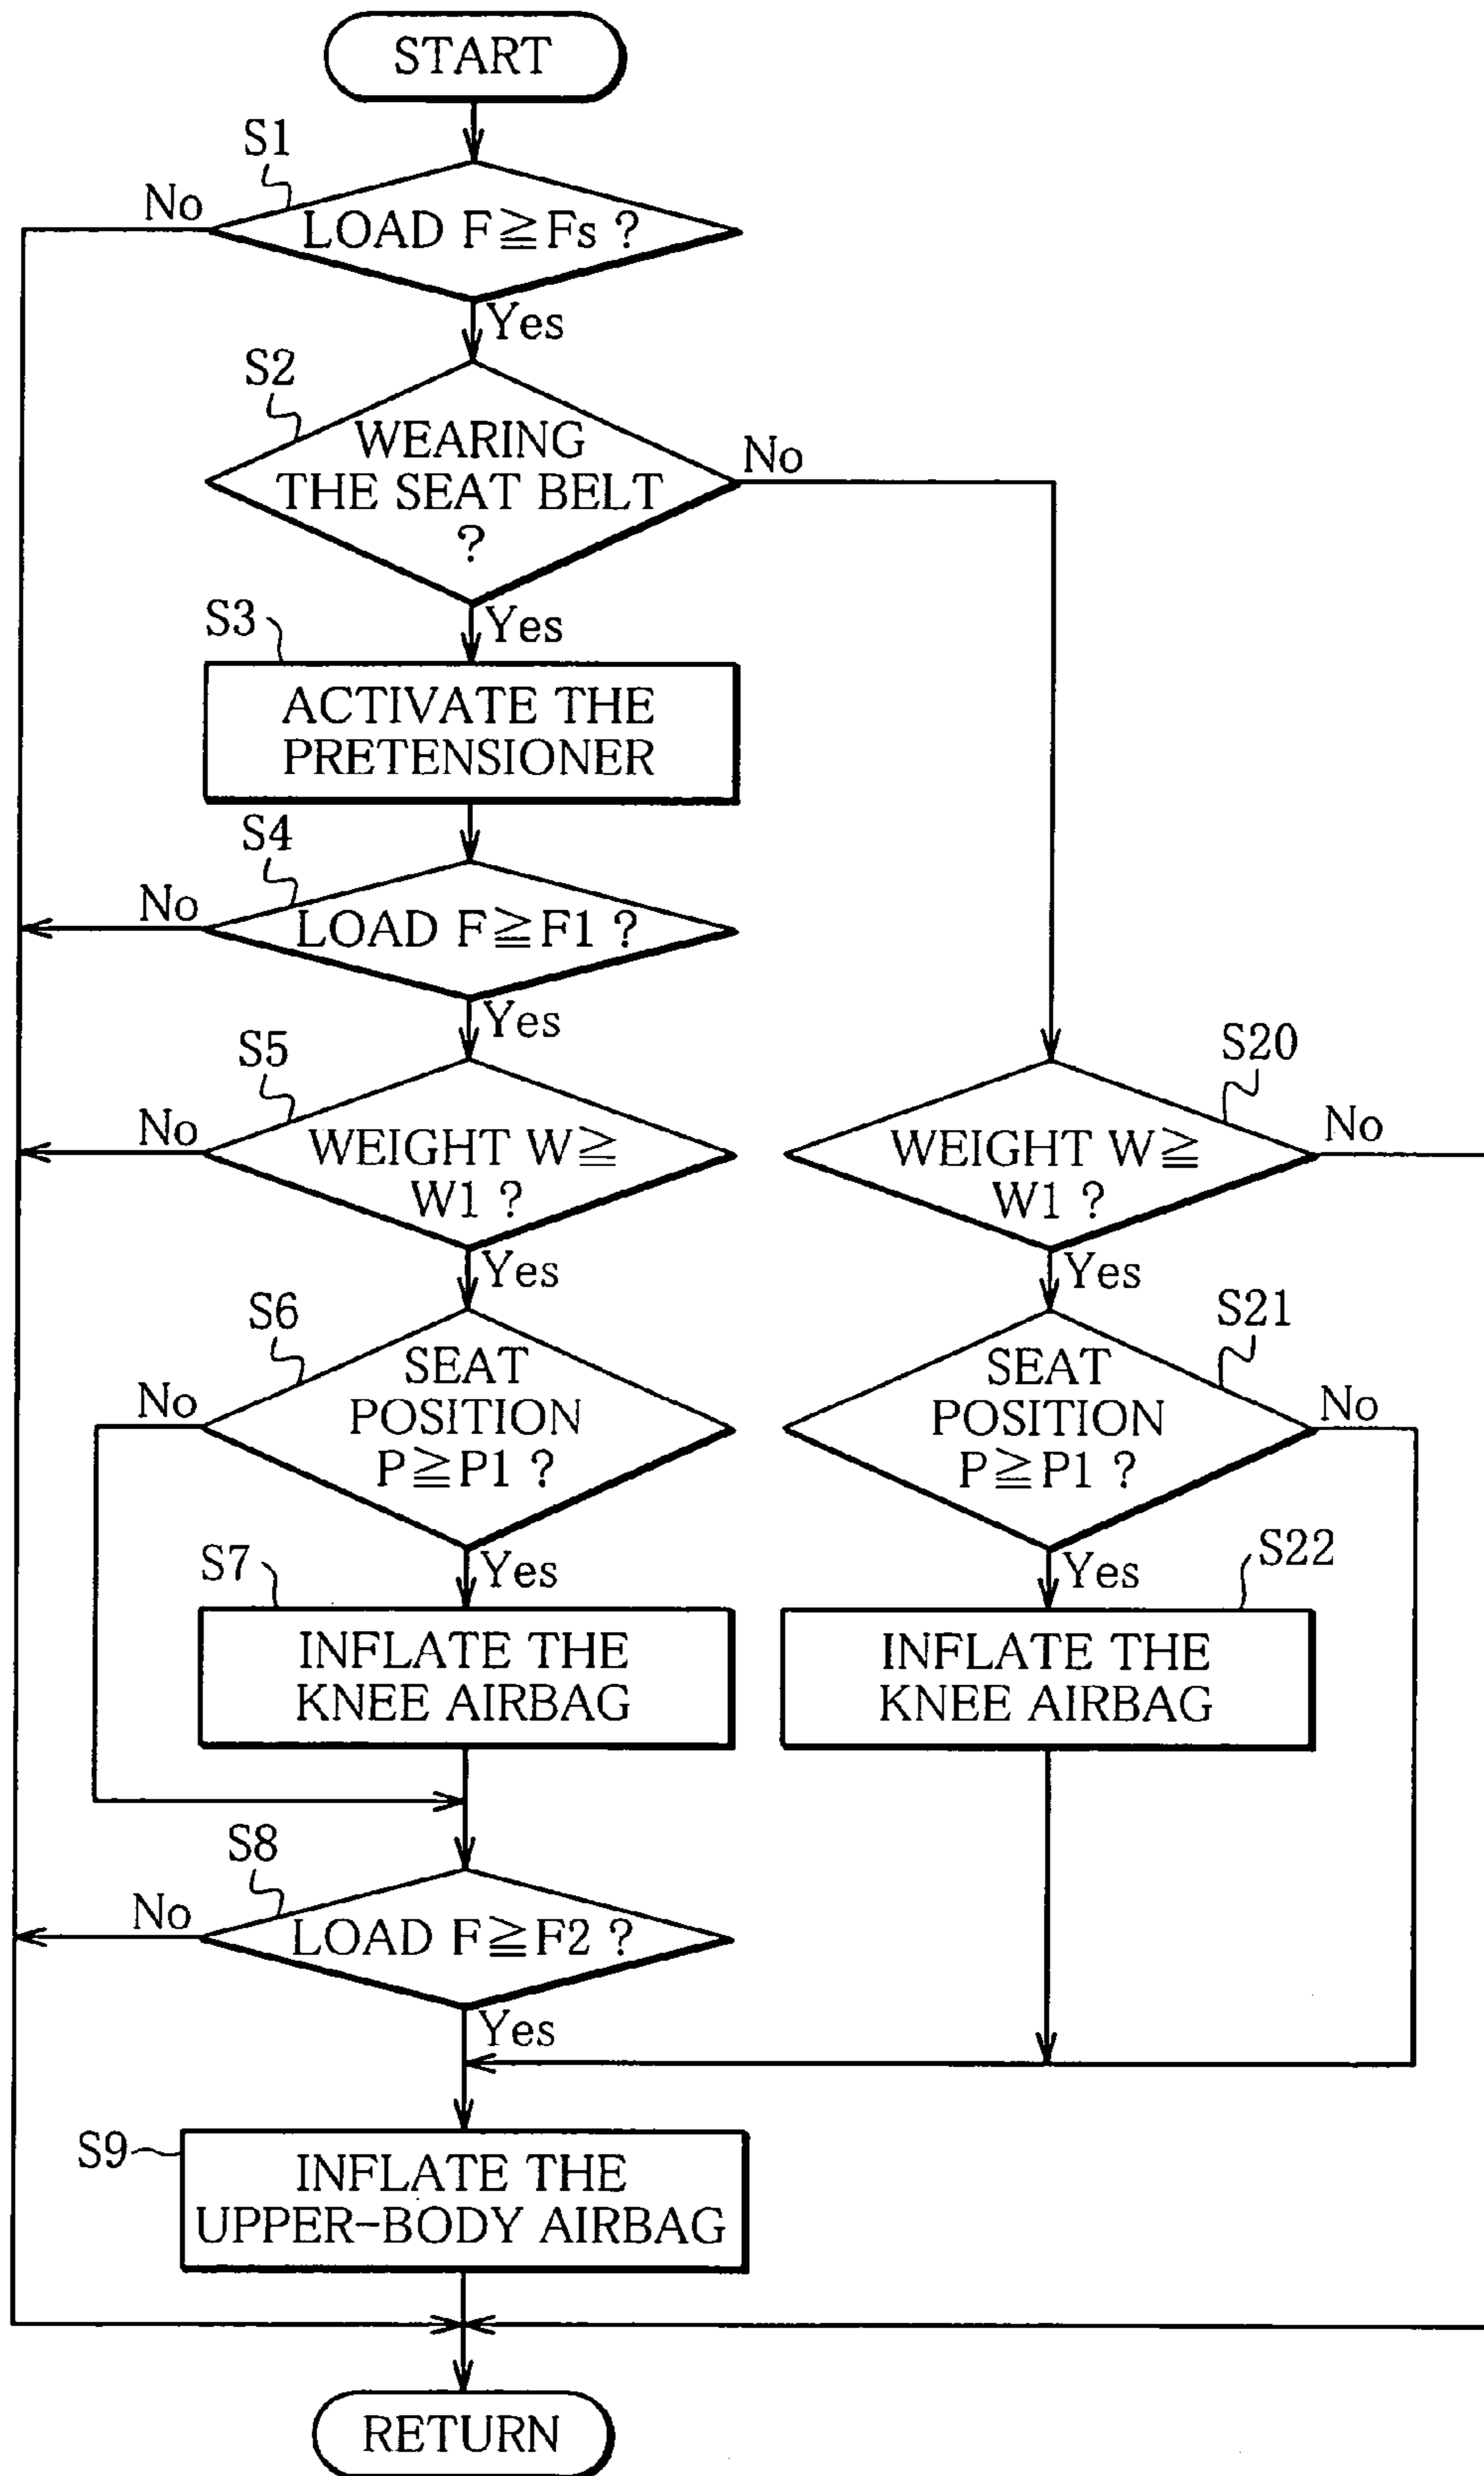 START
S1
No
LOAD F≧Fs ?
Yes
S2
WEARING
THE SEAT BELT
?
No
Yes
S3
ACTIVATE THE
PRETENSIONER
S4
No
LOAD F≧F1 ?
Yes
S5
No
WEIGHT W≧
W1 ?
Yes
S6
No
SEAT
POSITION
P≧P1 ?
Yes
S7
INFLATE THE
KNEE AIRBAG
S8
No
LOAD F≧F2 ?
Yes
S20
No
WEIGHT W≧
W1 ?
Yes
S21
SEAT
POSITION
P≧P1 ?
No
Yes
S22
INFLATE THE
KNEE AIRBAG
S9
INFLATE THE
UPPER-BODY AIRBAG
RETURN